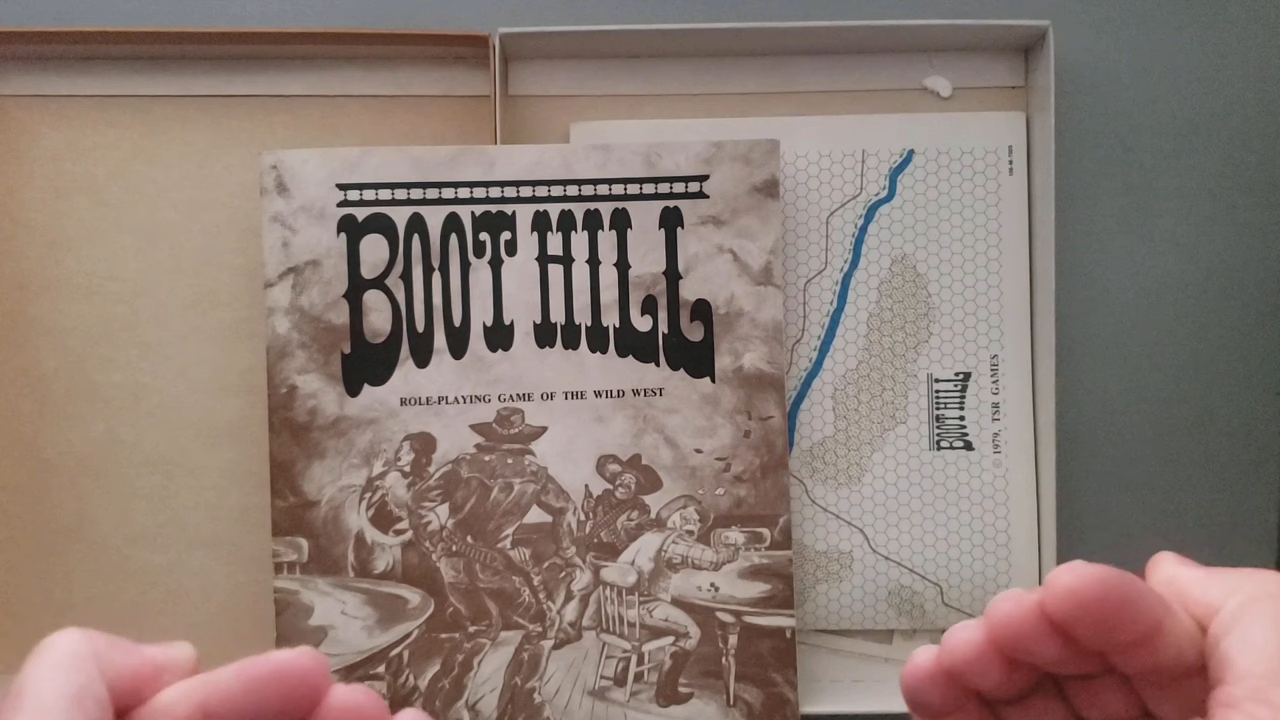 BOOT HILL
ROLE-PLAYING GAME OF THE WILD WEST
BOOT HILL
© 1979, TSR GAMES